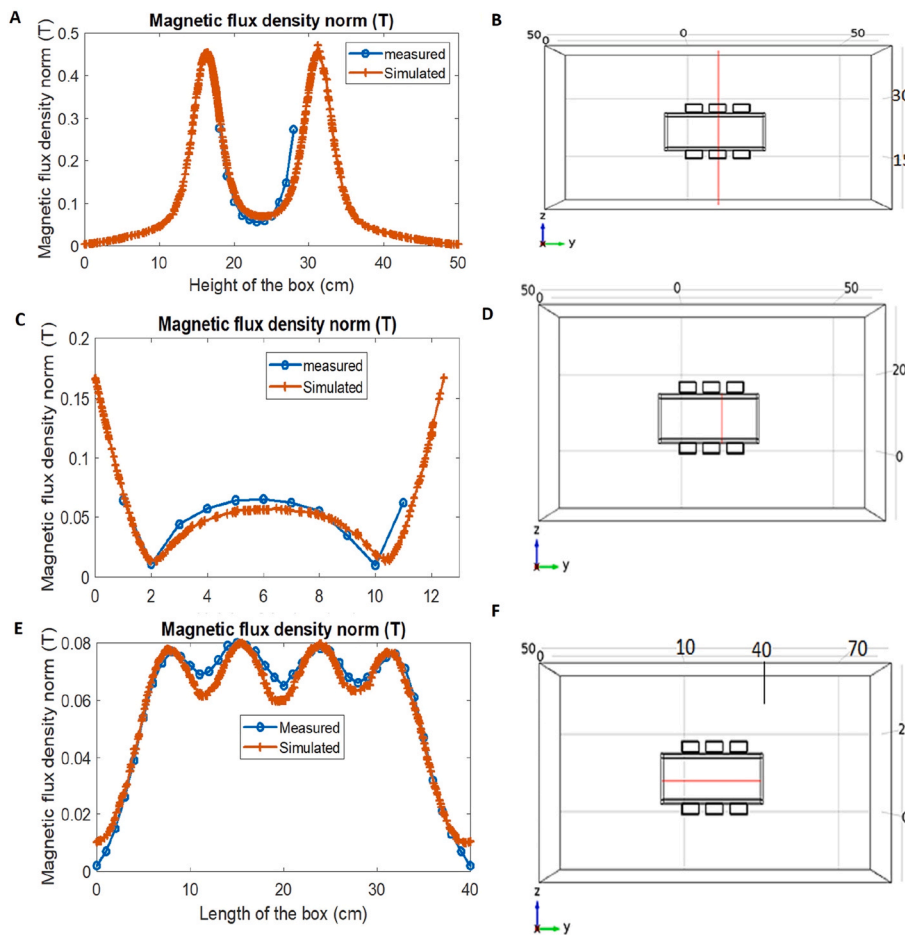 A
Magnetic flux density norm (T)
Magnetic flux density norm (T)
0.5
0.4
0.3
0.2
0.1
0
measured
Simulated
0 10 20 30 40 50
Height of the box (cm)
B
50
0
0
50
30
15
z
y
x
C
Magnetic flux density norm (T)
Magnetic flux density norm (T)
0.2
0.15
0.1
0.05
0
measured
Simulated
0 2 4 6 8 10 12
D
50
0
0
50
20
0
z
y
x
E
Magnetic flux density norm (T)
Magnetic flux density norm (T)
0.08
0.06
0.04
0.02
0
Measured
Simulated
0 10 20 30 40
Length of the box (cm)
F
50
0
10 40 70
2
0
z
y
x